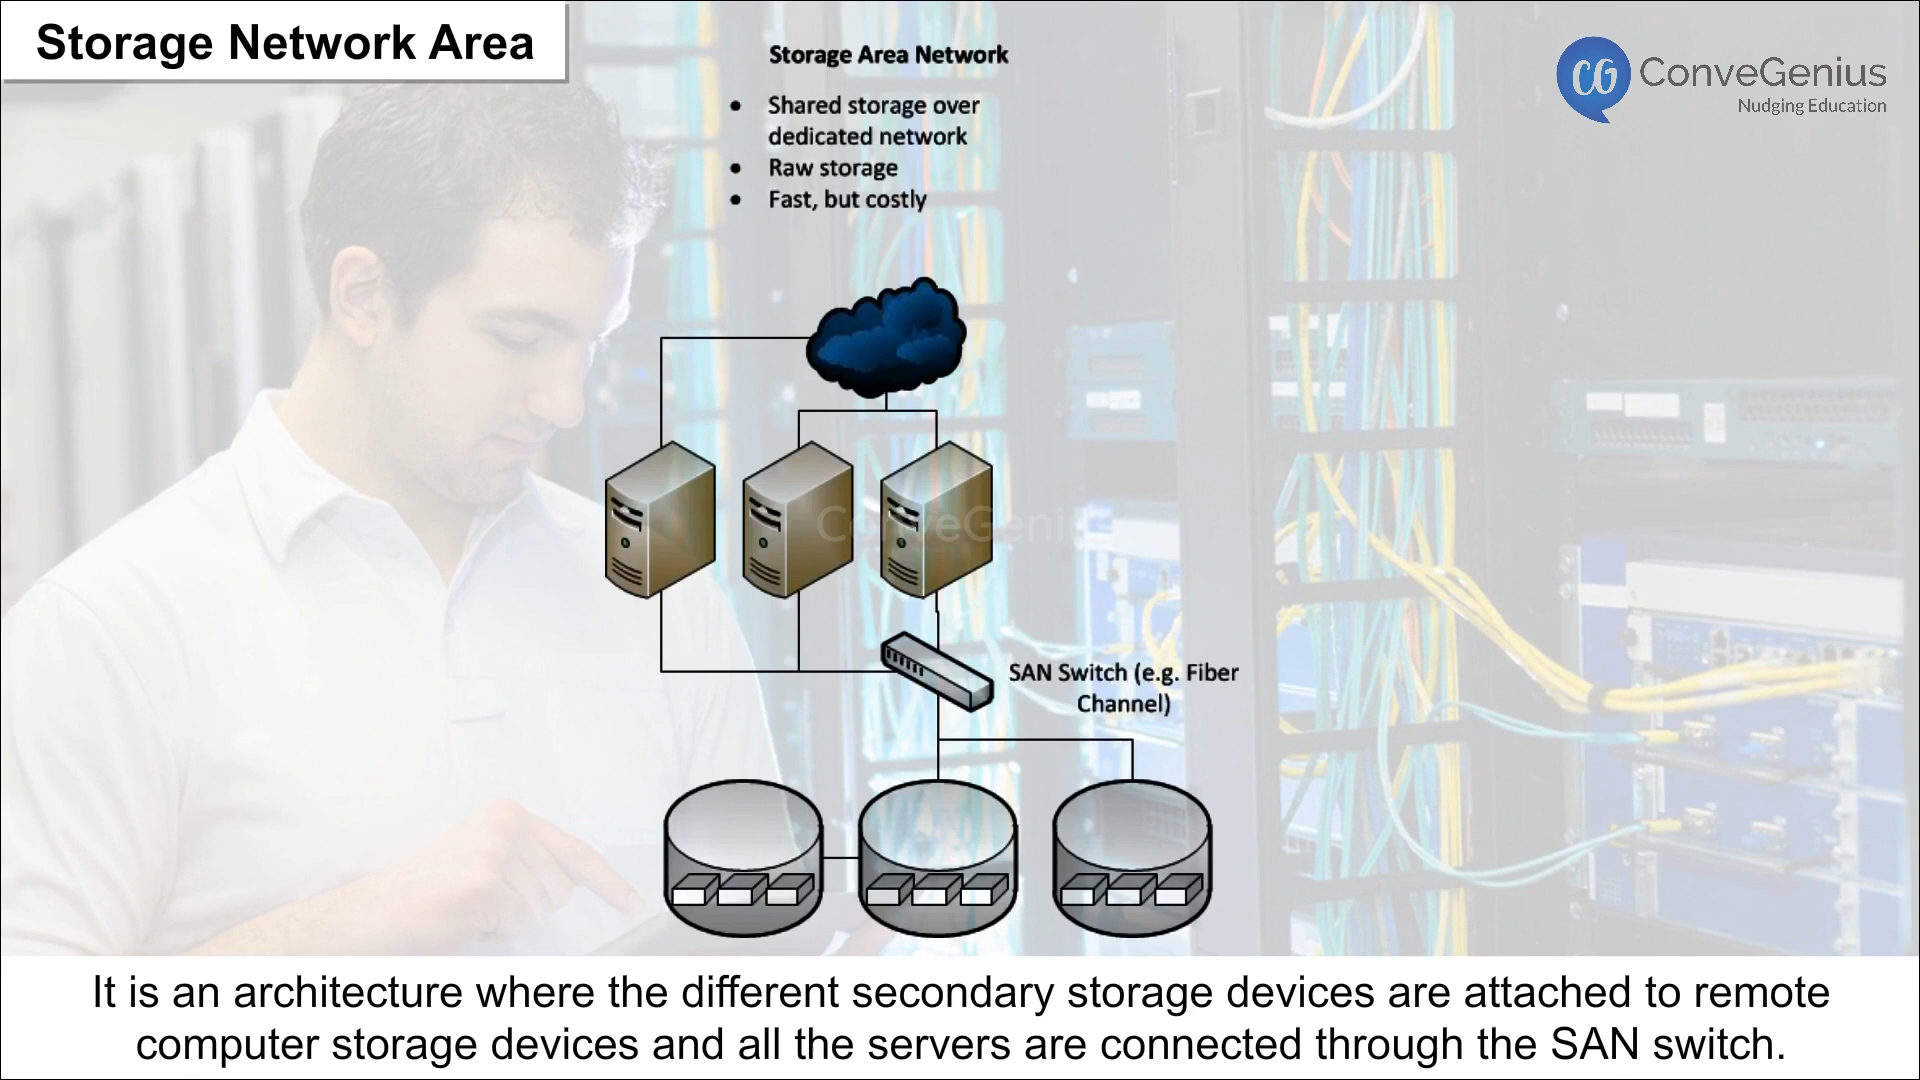 Storage Network Area
Storage Area Network
• Shared storage over
dedicated network
• Raw storage
• Fast, but costly
CG ConveGenius
Nudging Education
ConveGeniu
SAN Switch (e.g. Fiber
Channel)
It is an architecture where the different secondary storage devices are attached to remote
computer storage devices and all the servers are connected through the SAN switch.